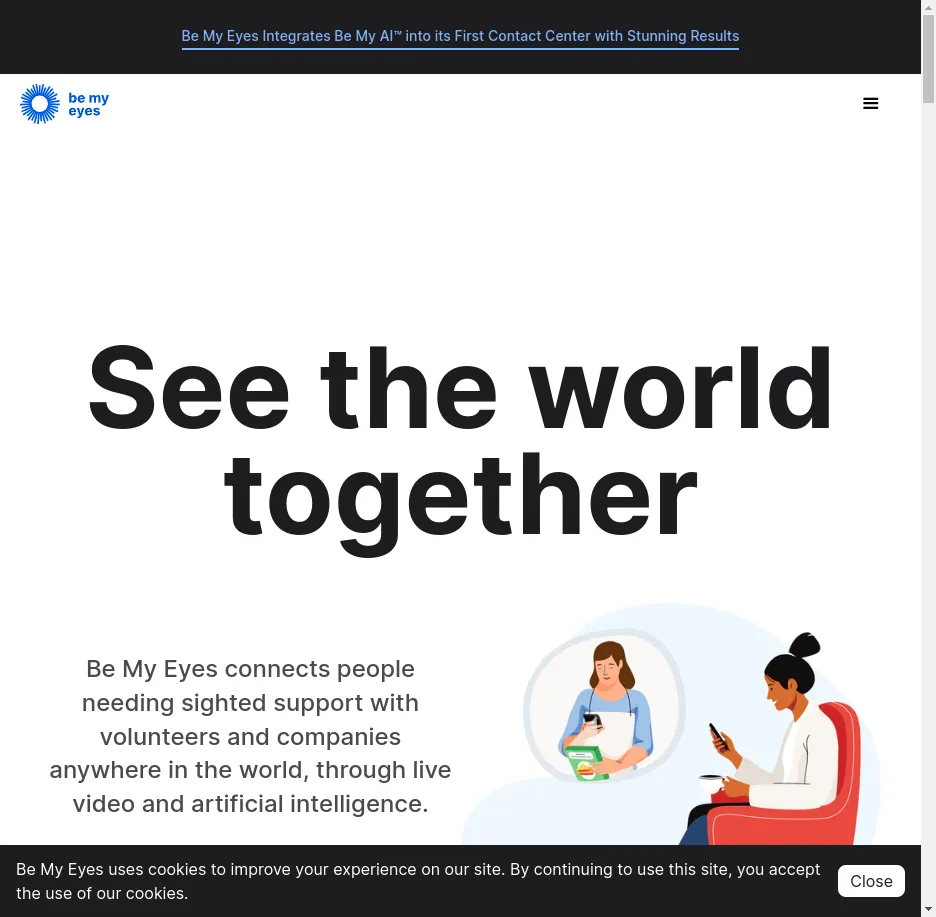 Be My Eyes Integrates Be My AI™ into its First Contact Center with Stunning Results
be my
eyes
See the world
together
Be My Eyes connects people
needing sighted support with
volunteers and companies
anywhere in the world, through live
video and artificial intelligence.
Be My Eyes uses cookies to improve your experience on our site. By continuing to use this site, you accept
the use of our cookies.
Close